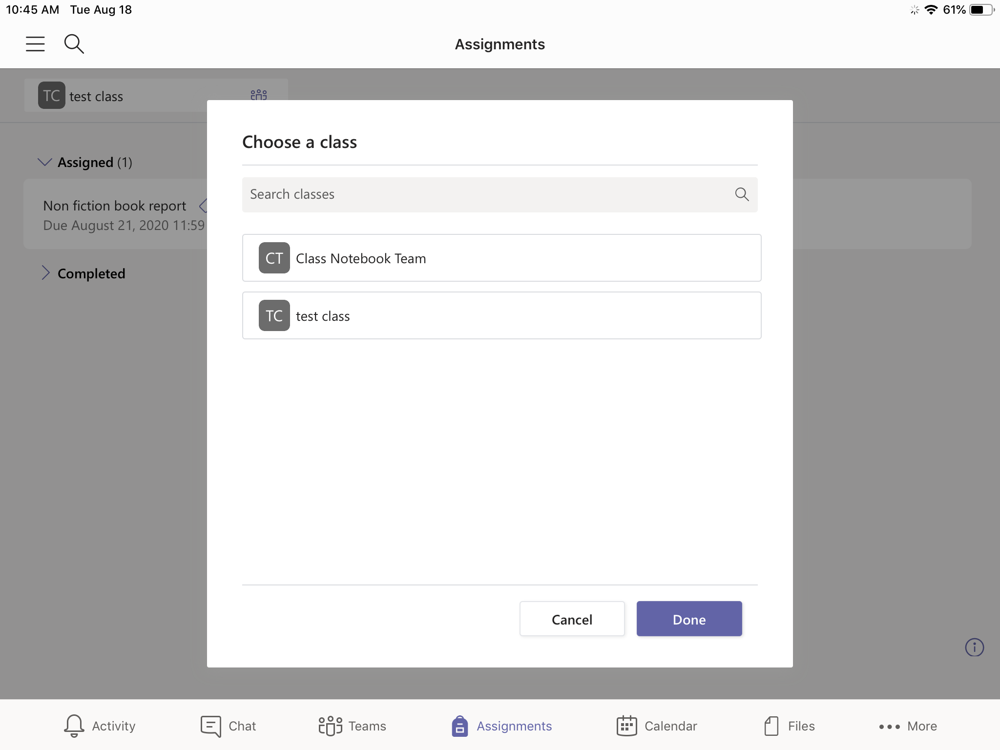 10:45 AM Tue Aug 18
61%
Assignments
TC test class
Choose a class
Assigned (1)
Search classes
Non fiction book report
Due August 21, 2020 11:59
CT Class Notebook Team
Completed
TC test class
Cancel
Done
Activity
Chat
Teams
Assignments
Calendar
Files
More